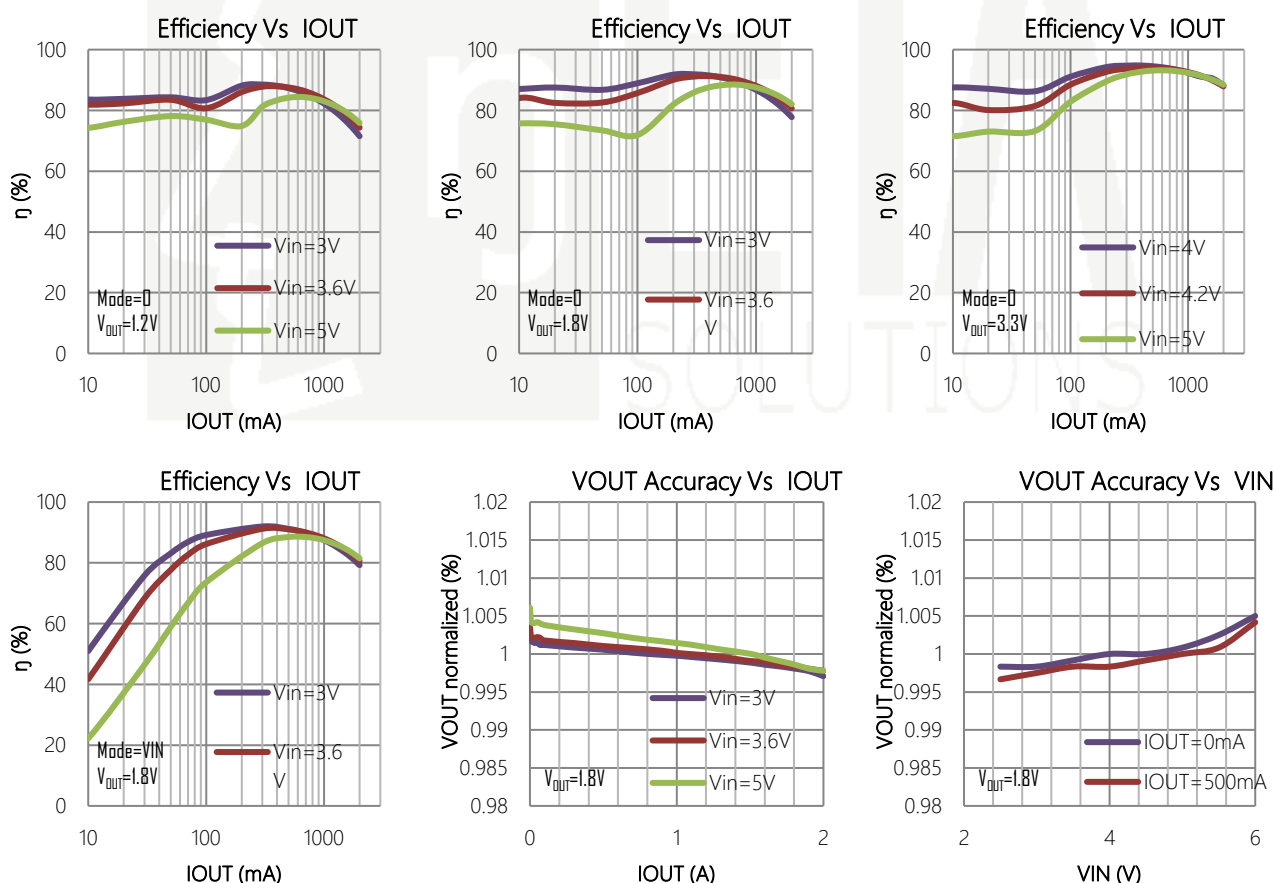 Efficiency Vs IOUT
100
80
60
40
20
0
η (%)
Vin=3V
Vin=3.6V
Vin=5V
Mode=0
VOUT=1.2V
10
100
1000
IOUT (mA)
Efficiency Vs IOUT
100
80
60
40
20
0
η (%)
Vin=3V
Vin=3.6
V
Mode=0
VOUT=1.8V
10
100
1000
IOUT (mA)
Efficiency Vs IOUT
100
80
60
40
20
0
η (%)
Vin=4V
Vin=4.2V
Vin=5V
Mode=0
VOUT=3.3V
10
100
1000
IOUT (mA)
SOLUTIONS
Efficiency Vs IOUT
100
80
60
40
20
0
η (%)
Vin=3V
Vin=3.6
V
Mode=VIN
VOUT=1.8V
10
100
1000
IOUT (mA)
VOUT Accuracy Vs IOUT
1.02
1.015
1.01
1.005
1
0.995
0.99
0.985
0.98
VOUT normalized (%)
Vin=3V
Vin=3.6V
Vin=5V
VOUT=1.8V
0
1
2
IOUT (A)
VOUT Accuracy Vs VIN
1.02
1.015
1.01
1.005
1
0.995
0.99
0.985
0.98
VOUT normalized (%)
IOUT=0mA
IOUT=500mA
VOUT=1.8V
2
4
6
VIN (V)